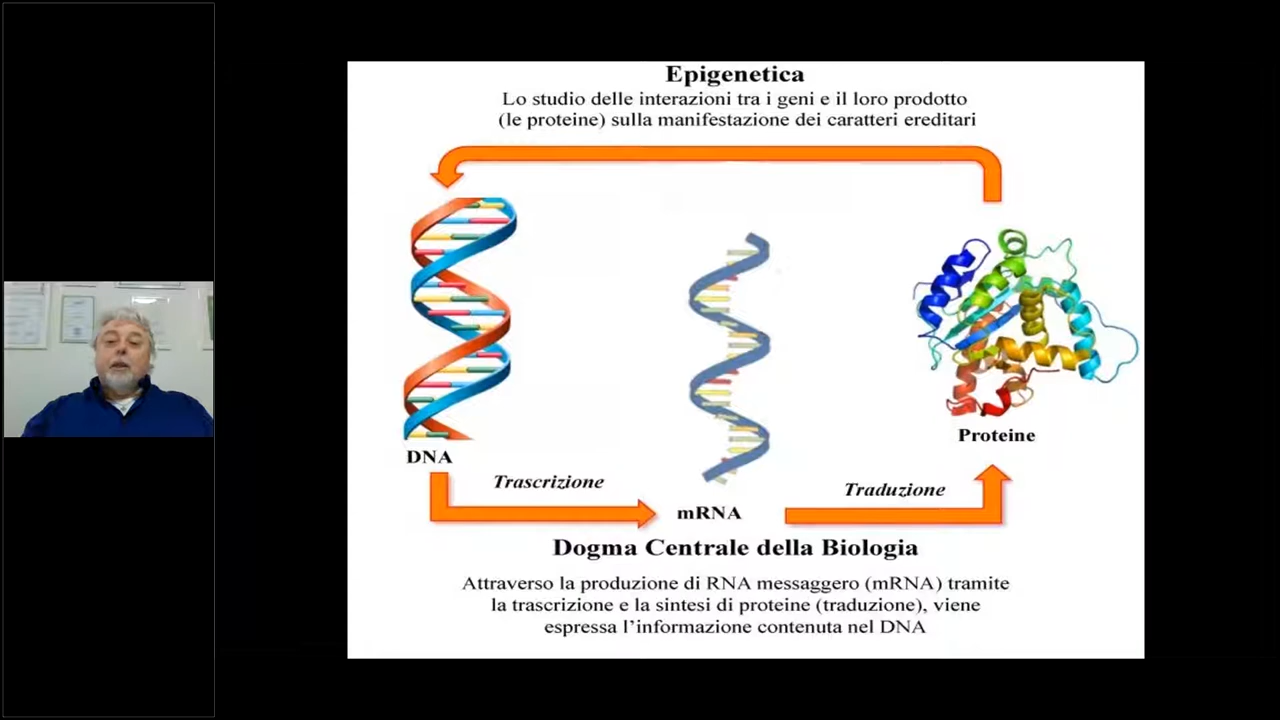 Epigenetica
Lo studio delle interazioni tra i geni e il loro prodotto
(le proteine) sulla manifestazione dei caratteri ereditari
Proteine
DNA
Trascrizione
Traduzione
mRNA
Dogma Centrale della Biologia
Attraverso la produzione di RNA messaggero (mRNA) tramite
la trascrizione e la sintesi di proteine (traduzione), viene
espressa l'informazione contenuta nel DNA